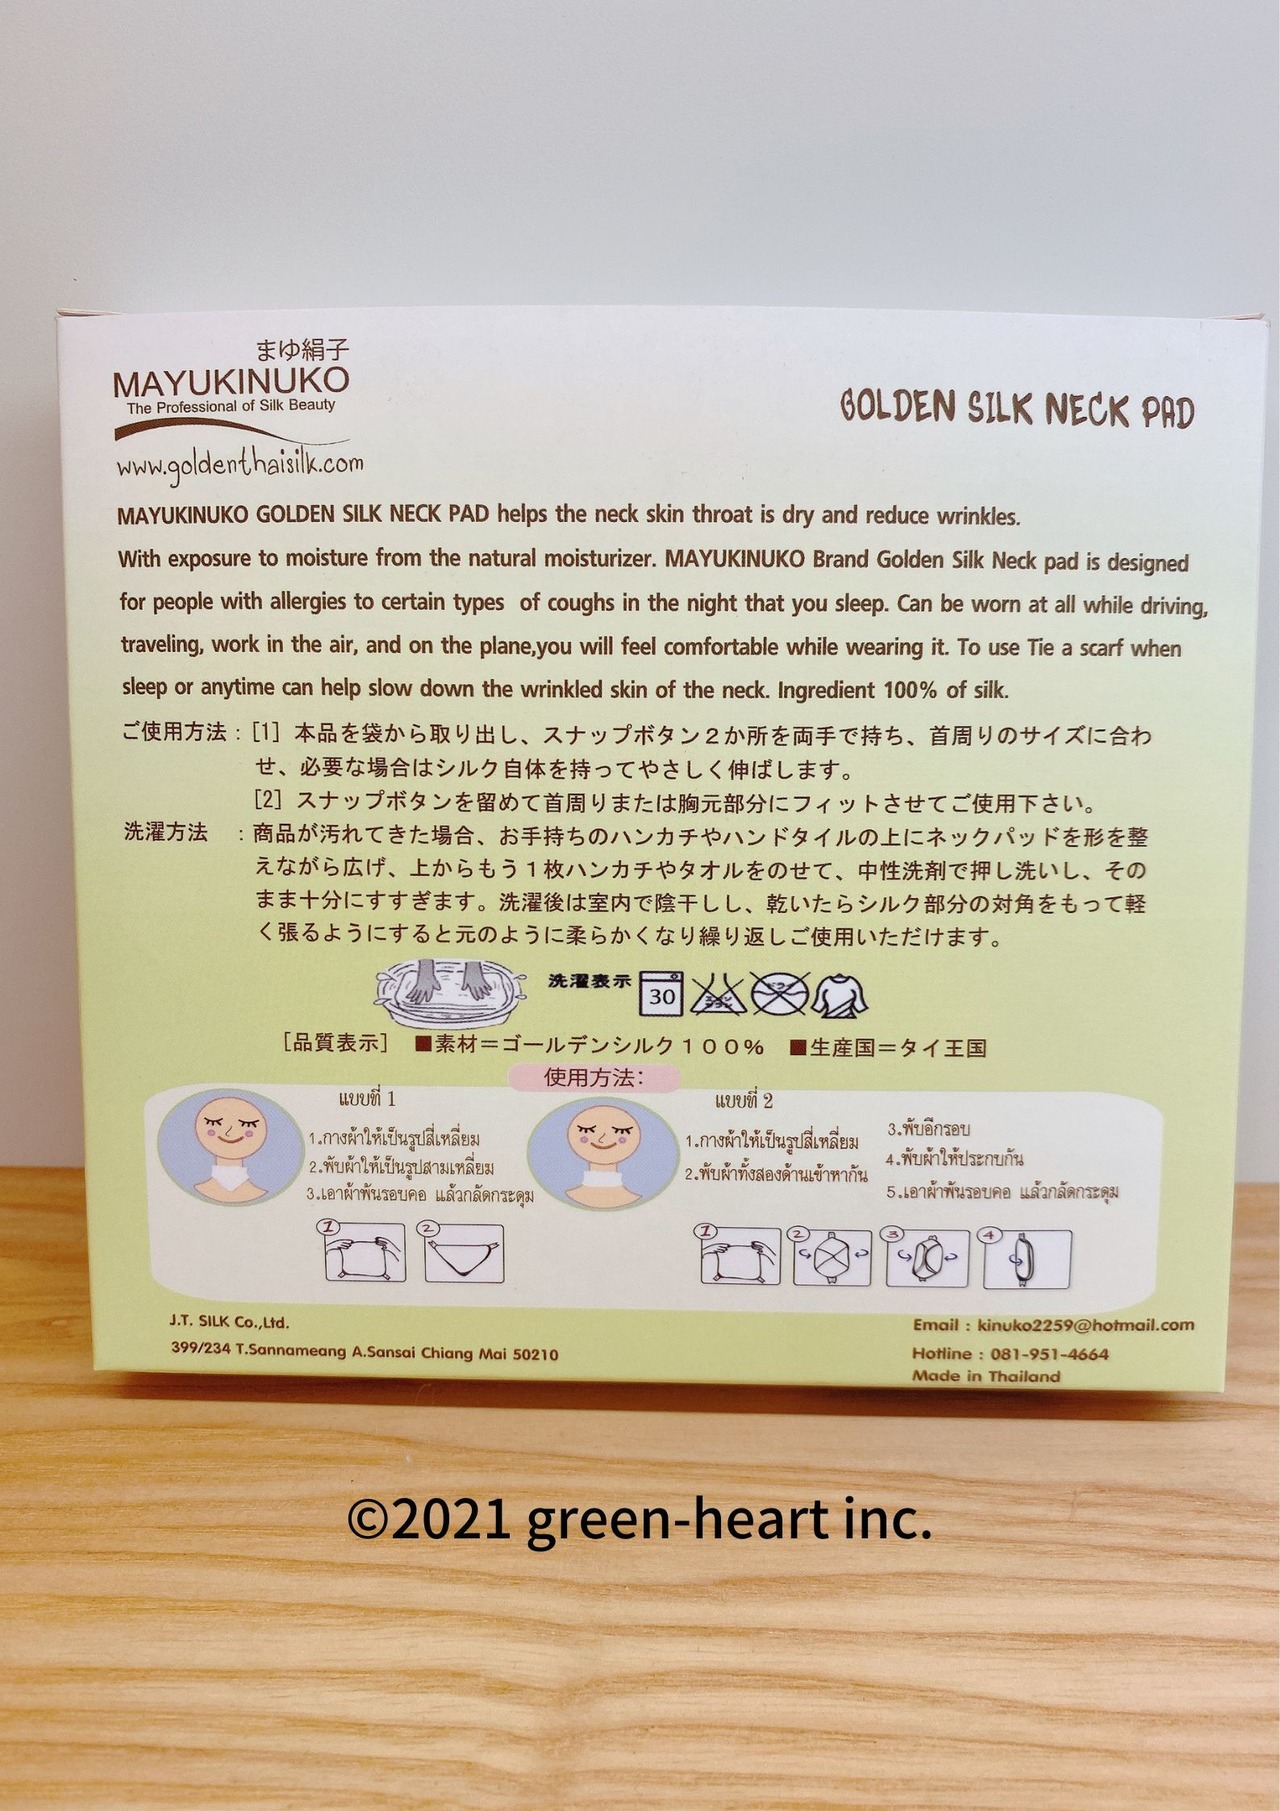 まゆ絹子
MAYUKINUKO
The Professional of Silk Beauty
www.goldenthaisilk.com
GOLDEN SILK NECK PAD
MAYUKINUKO GOLDEN SILK NECK PAD helps the neck skin throat is dry and reduce wrinkles.
With exposure to moisture from the natural moisturizer. MAYUKINUKO Brand Golden Silk Neck pad is designed
for people with allergies to certain types of coughs in the night that you sleep. Can be worn at all while driving,
traveling, work in the air, and on the plane,you will feel comfortable while wearing it. To use Tie a scarf when
sleep or anytime can help slow down the wrinkled skin of the neck. Ingredient 100% of silk.
ご使用方法：[1] 本品を袋から取り出し、スナップボタン２か所を両手で持ち、首周りのサイズに合わ
せ、必要な場合はシルク自体を持ってやさしく伸ばします。
[2] スナップボタンを留めて首周りまたは胸元部分にフィットさせてご使用下さい。
洗濯方法 ：商品が汚れてきた場合、お手持ちのハンカチやハンドタイルの上にネックパッドを形を整
えながら広げ、上からもう１枚ハンカチやタオルをのせて、中性洗剤で押し洗いし、その
まま十分にすすぎます。洗濯後は室内で陰干しし、乾いたらシルク部分の対角をもって軽
く張るようにすると元のように柔らかくなり繰り返しご使用いただけます。
洗濯表示 30
[品質表示] ■素材＝ゴールデンシルク１００％ ■生産国＝タイ王国
使用方法：
แบบที่ 1
1.กางผ้าให้เป็นรูปสี่เหลี่ยม
2.พับผ้าให้เป็นรูปสามเหลี่ยม
3.เอาผ้าพันรอบคอ แล้วกลัดกระดุม
1 2
แบบที่ 2
1.กางผ้าให้เป็นรูปสี่เหลี่ยม
2.พับผ้าทั้งสองด้านเข้าหากัน
3.พับอีกรอบ
4.พับผ้าให้ประกบกัน
5.เอาผ้าพันรอบคอ แล้วกลัดกระดุม
1 2 3 4
J.T. SILK Co.,Ltd.
399/234 T.Sannameang A.Sansai Chiang Mai 50210
Email : kinuko2259@hotmail.com
Hotline : 081-951-4664
Made in Thailand
©2021 green-heart inc.